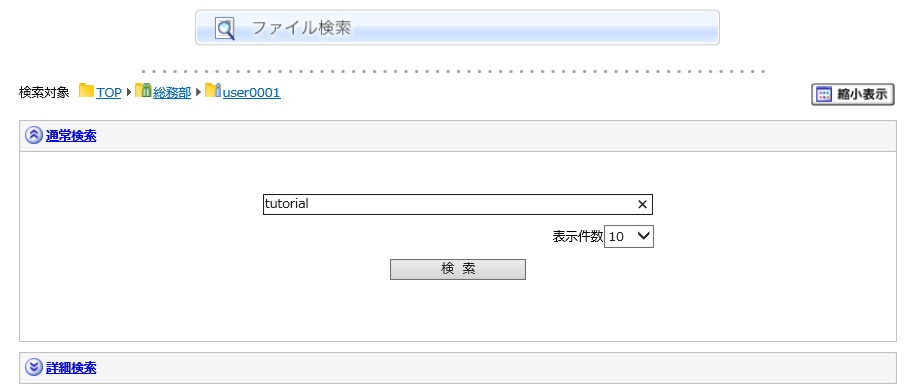 ファイル検索
検索対象 TOP 総務部 user0001
縮小表示
通常検索
tutorial ×
表示件数 10
検 索
詳細検索